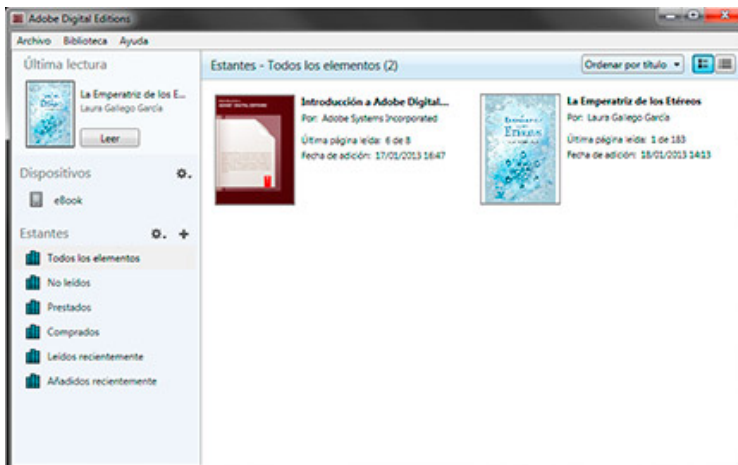 Adobe Digital Editions
Archivo Biblioteca Ayuda
Última lectura
La Emperatriz de los E...
Laura Gallego García
Leer
Dispositivos
eBook
Estantes
Todos los elementos
No leídos
Prestados
Comprados
Leídos recientemente
Añadidos recientemente
Estantes - Todos los elementos (2)
Ordenar por título
Introducción a Adobe Digital...
Por: Adobe Systems Incorporated
Última página leída: 6 de 8
Fecha de adición: 17/01/2013 16:47
La Emperatriz de los Etéreos
Por: Laura Gallego García
Última página leída: 1 de 183
Fecha de adición: 18/01/2013 14:13